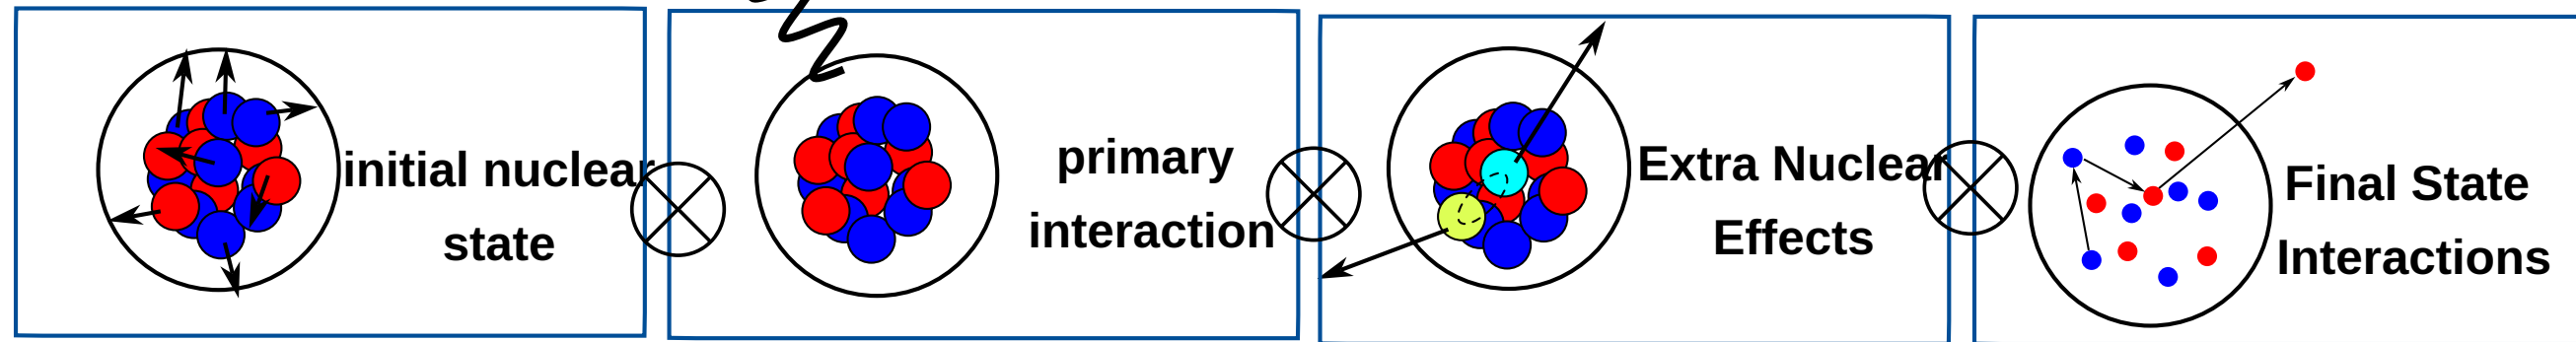 initial nuclear
state
primary
interaction
Extra Nuclear
Effects
Final State
Interactions